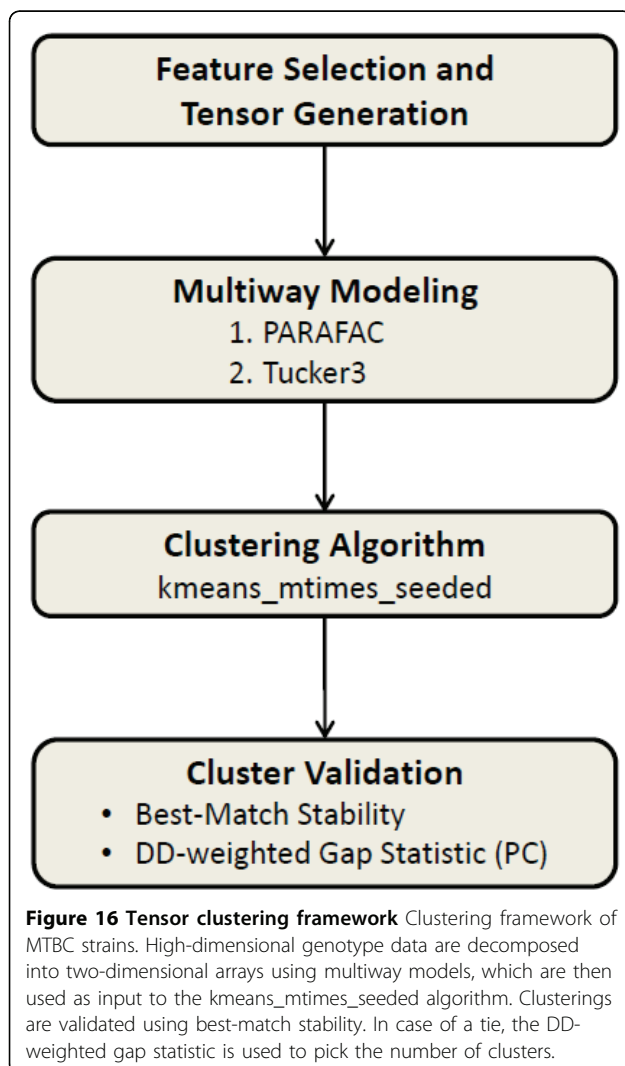 Feature Selection and
Tensor Generation
Multiway Modeling
1. PARAFAC
2. Tucker3
Clustering Algorithm
kmeans_mtimes_seeded
Cluster Validation
• Best-Match Stability
• DD-weighted Gap Statistic (PC)
Figure 16 Tensor clustering framework Clustering framework of
MTBC strains. High-dimensional genotype data are decomposed
into two-dimensional arrays using multiway models, which are then
used as input to the kmeans_mtimes_seeded algorithm. Clusterings
are validated using best-match stability. In case of a tie, the DD-
weighted gap statistic is used to pick the number of clusters.